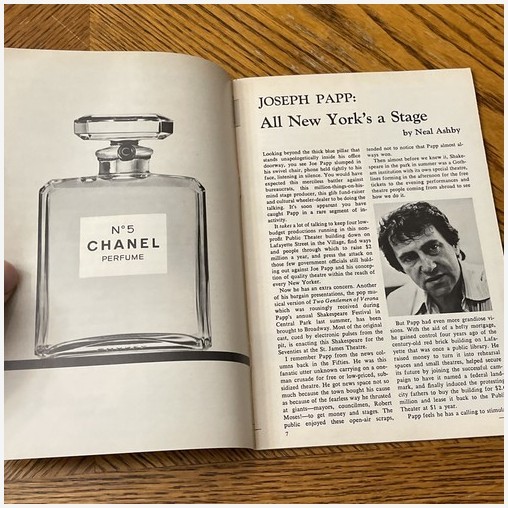 N°5
CHANEL
PERFUME
JOSEPH PAPP:
All New York's a Stage
by Neal Ashby
Looking beyond the thick blue pillar that
stands unapologetically inside his office
doorway, you see Joe Papp slumped in
his swivel chair, phone held tightly to his
face, listening in silence. You would have
expected this merciless battler against
bureaucrats, this million-things-on-his-
mind stage producer, this glib fund-raiser
and cultural wheeler-dealer to be doing the
talking. It's soon apparent you have
caught Papp in a rare segment of in-
activity.
It takes a lot of talking to keep four low-
budget productions running in this non-
profit Public Theater building down on
Lafayette Street in the Village, find ways
and people through which to raise $2
million a year, and press the attack on
those few government officials still hold-
ing out against Joe Papp and his concep-
tion of quality theatre within the reach of
every New Yorker.
Now he has an extra concern. Another
of his bargain presentations, the pop mu-
sical version of Two Gentlemen of Verona
which was rousingly received during
Papp's annual Shakespeare Festival in
Central Park last summer, has been
brought to Broadway. Most of the original
cast, cued by electronic pulses from the
pit, is enacting this Shakespeare for the
Seventies at the St. James Theatre.
I remember Papp from the news col-
umns back in the Fifties. He was this
fanatic utter unknown carrying on a one-
man crusade for free or low-priced, sub-
sidized theatre. He got news space not so
much because the town bought his cause
as because of the fearless way he thrusted
at giants—mayors, councilmen, Robert
Moses!—to get money and stages. The
public enjoyed these open-air scraps,
7
tended not to notice that Papp almost al-
ways won.
Then almost before we knew it, Shake-
speare in the park in summer was a Goth-
am institution with its own special theatre,
lines forming in the afternoon for the free
tickets to the evening performances and
theatre people coming from abroad to see
how we do it.
But Papp had even more grandiose vi-
sions. With the aid of a hefty mortgage,
he gained control four years ago of the
century-old red brick building on Lafa-
yette that was once a public library. He
raised money to turn it into rehearsal
spaces and small theatres, helped secure
its future by joining the successful cam-
paign to have it named a federal land-
mark, and finally induced the protesting
city fathers to buy the building for $2.
million and lease it back to the Publ
Theater at $1 a year.
Papp feels he has a calling to stimula